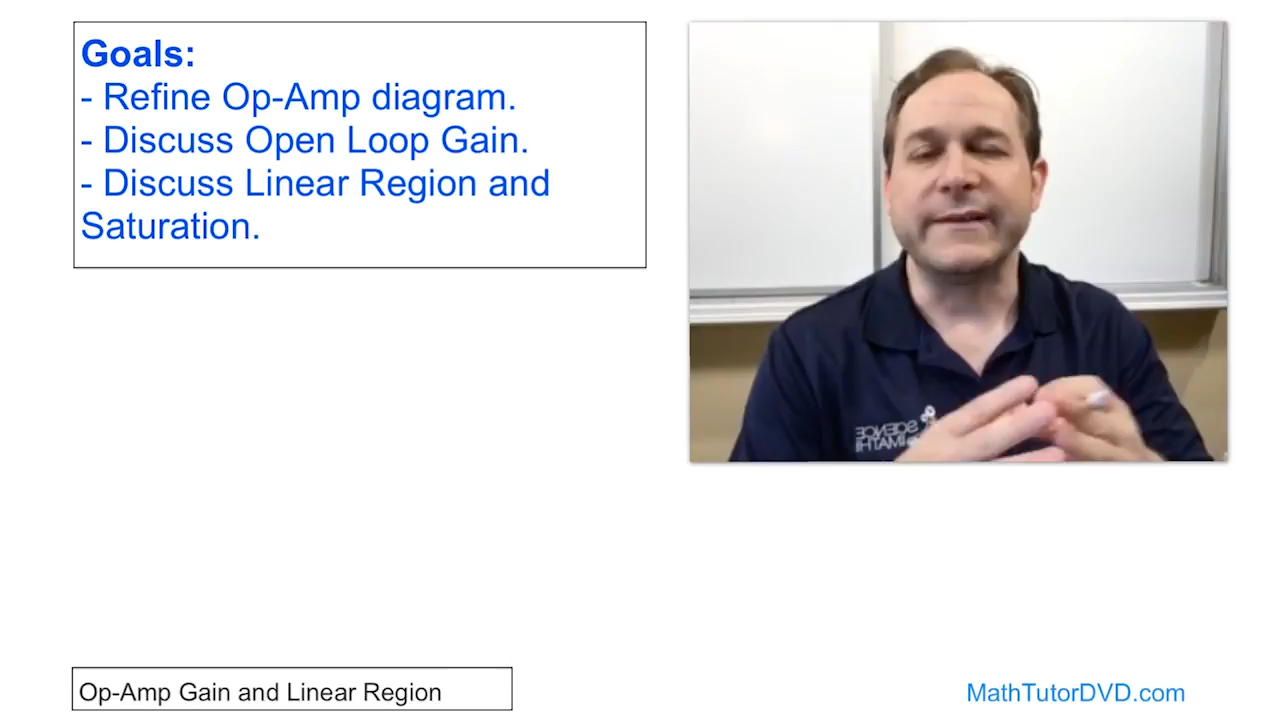 Goals:
- Refine Op-Amp diagram.
- Discuss Open Loop Gain.
- Discuss Linear Region and
Saturation.
SCIENCE
Op-Amp Gain and Linear Region
MathTutorDVD.com